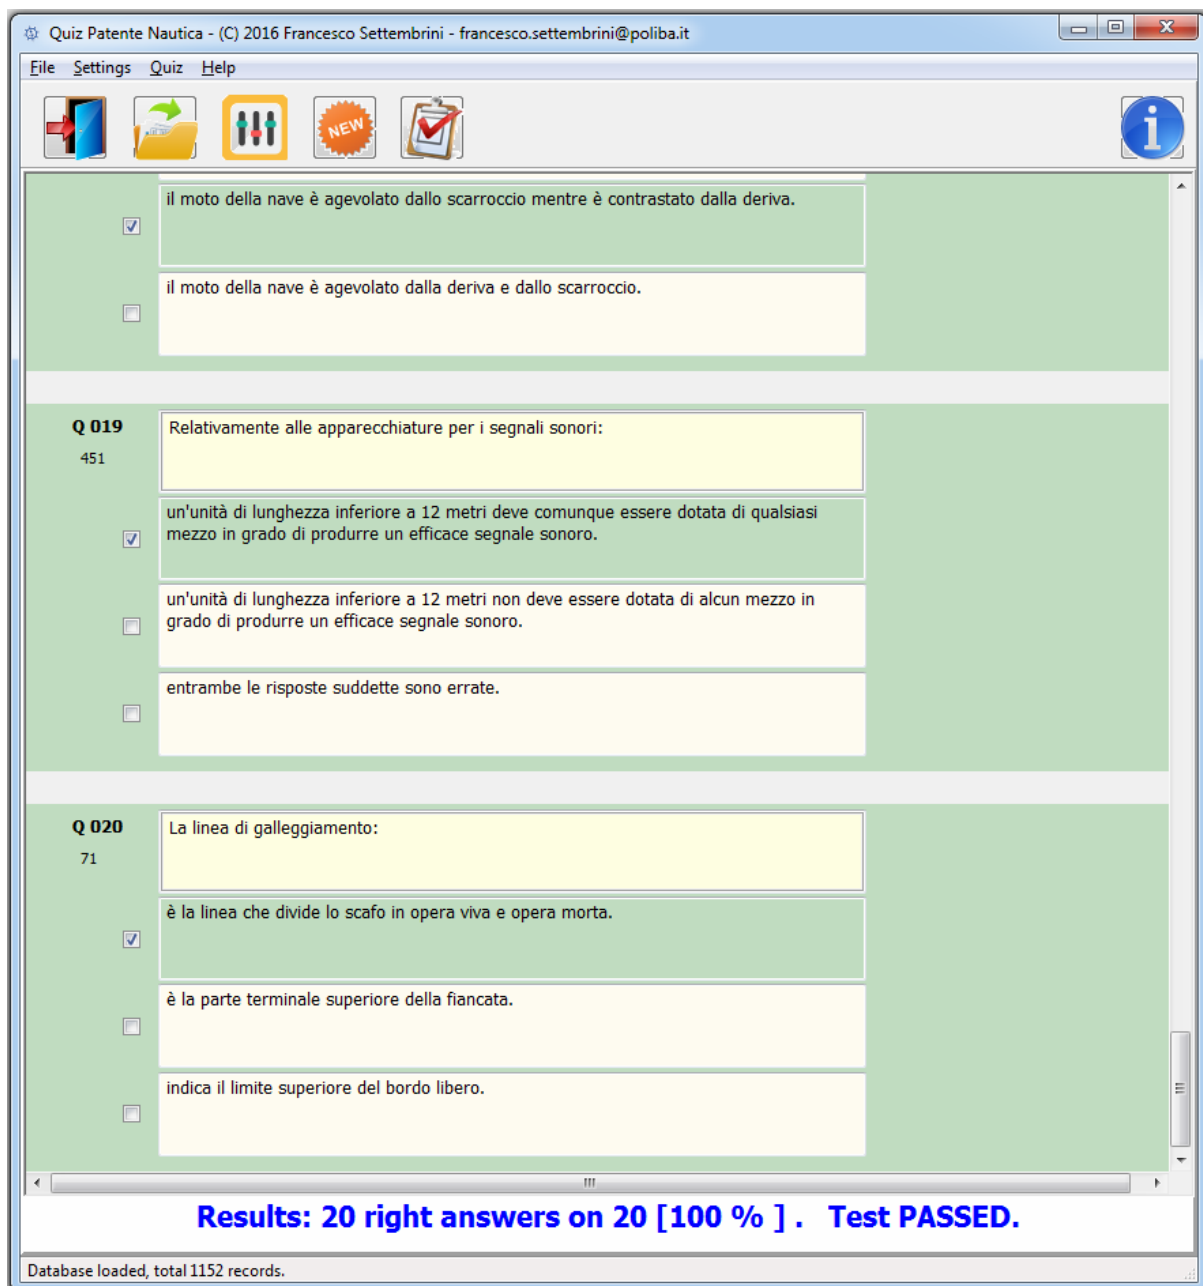 Quiz Patente Nautica - (C) 2016 Francesco Settembrini - francesco.settembrini@poliba.it
File Settings Quiz Help
NEW
il moto della nave è agevolato dallo scarroccio mentre è contrastato dalla deriva.
il moto della nave è agevolato dalla deriva e dallo scarroccio.
Q 019
451
Relativamente alle apparecchiature per i segnali sonori:
un'unità di lunghezza inferiore a 12 metri deve comunque essere dotata di qualsiasi
mezzo in grado di produrre un efficace segnale sonoro.
un'unità di lunghezza inferiore a 12 metri non deve essere dotata di alcun mezzo in
grado di produrre un efficace segnale sonoro.
entrambe le risposte suddette sono errate.
Q 020
71
La linea di galleggiamento:
è la linea che divide lo scafo in opera viva e opera morta.
è la parte terminale superiore della fiancata.
indica il limite superiore del bordo libero.
Results: 20 right answers on 20 [100 % ] . Test PASSED.
Database loaded, total 1152 records.